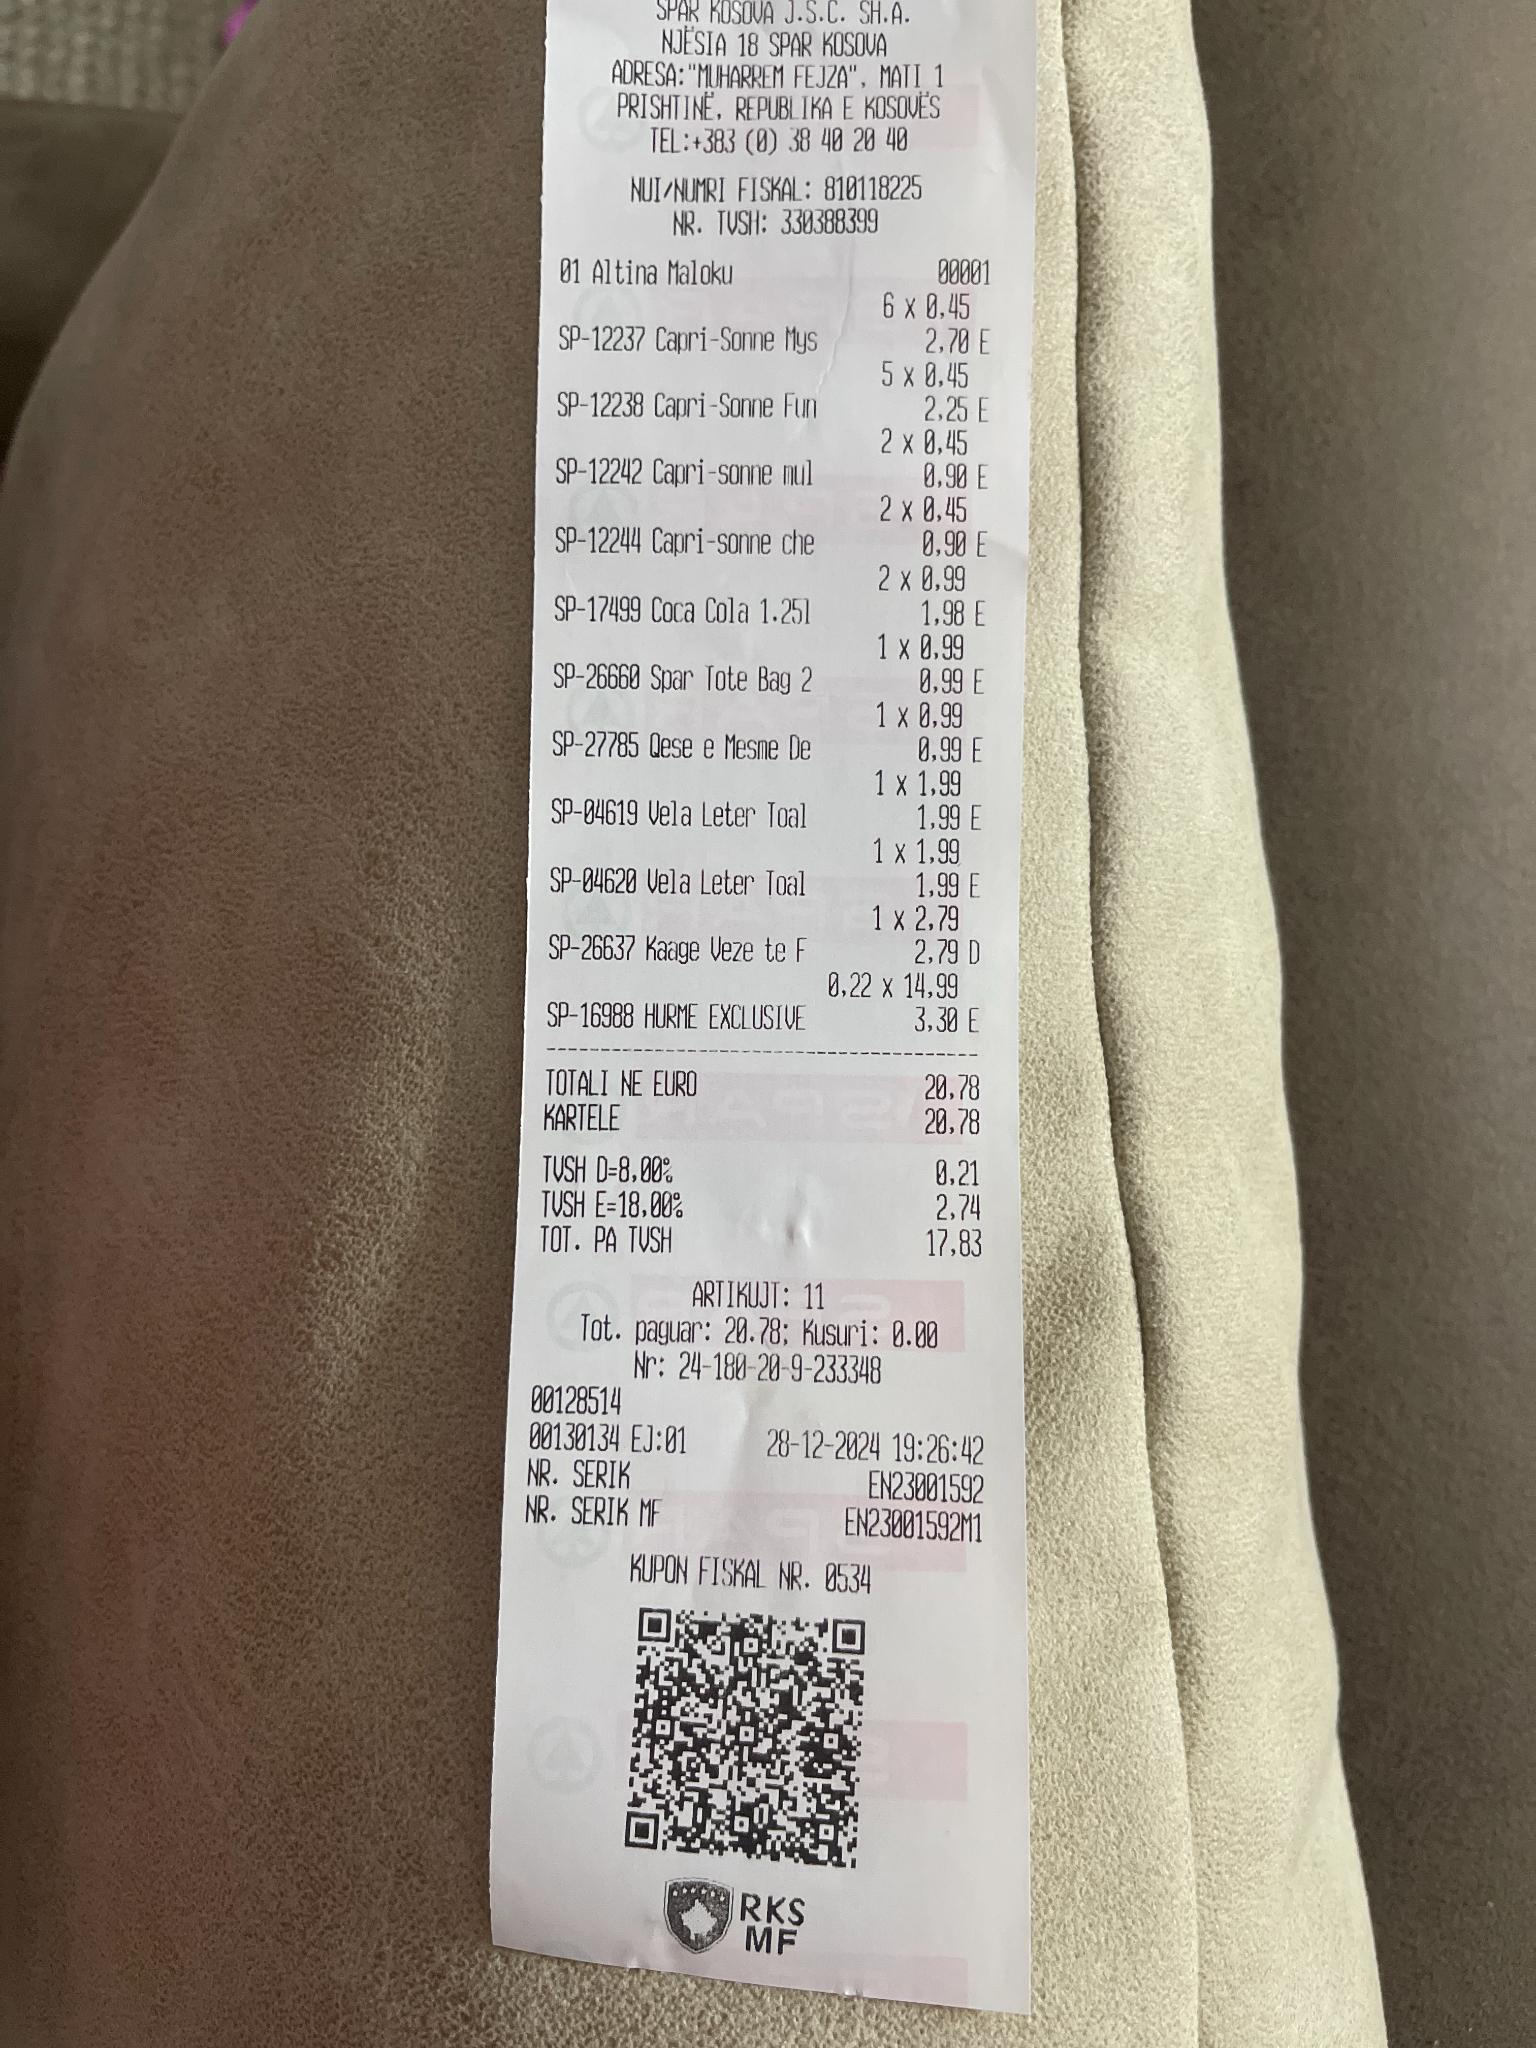 SPAR KOSOVA J.S.C. SH.A.
NJËSIA 18 SPAR KOSOVA
ADRESA:"MUHARREM FEJZA", MATI 1
PRISHTINË, REPUBLIKA E KOSOVËS
TEL:+383 (0) 38 40 20 40
NUI/NUMRI FISKAL: 810118225
NR. TVSH: 330388399
01 Altina Maloku 00001
6 x 0,45
SP-12237 Capri-Sonne Mys 2,70 E
5 x 0,45
SP-12238 Capri-Sonne Fun 2,25 E
2 x 0,45
SP-12242 Capri-sonne mul 0,90 E
2 x 0,45
SP-12244 Capri-sonne che 0,90 E
2 x 0,99
SP-17499 Coca Cola 1.25l 1,98 E
1 x 0,99
SP-26660 Spar Tote Bag 2 0,99 E
1 x 0,99
SP-27785 Qese e Mesme De 0,99 E
1 x 1,99
SP-04619 Vela Leter Toal 1,99 E
1 x 1,99
SP-04620 Vela Leter Toal 1,99 E
1 x 2,79
SP-26637 Kaage Veze te F 2,79 D
0,22 x 14,99
SP-16988 HURME EXCLUSIVE 3,30 E
TOTALI NE EURO 20,78
KARTELE 20,78
TVSH D=8,00% 0,21
TVSH E=18,00% 2,74
TOT. PA TVSH 17,83
ARTIKUJT: 11
Tot. paguar: 20.78; Kusuri: 0.00
Nr: 24-180-20-9-233348
00128514
00130134 EJ:01 28-12-2024 19:26:42
NR. SERIK EN23001592
NR. SERIK MF EN23001592M1
KUPON FISKAL NR. 0534
RKS
MF